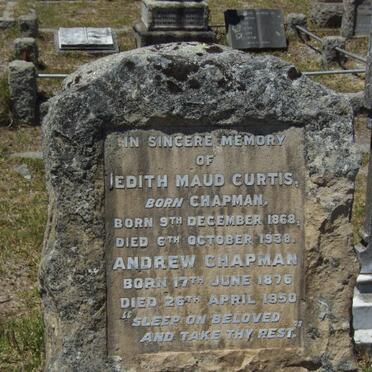 IN SINCERE MEMORY
OF
EDITH MAUD CURTIS,
BORN CHAPMAN,
BORN 9TH DECEMBER 1868,
DIED 6TH OCTOBER 1938.
ANDREW CHAPMAN
BORN 17TH JUNE 1876
DIED 26TH APRIL 1950
"SLEEP ON BELOVED
AND TAKE THY REST."